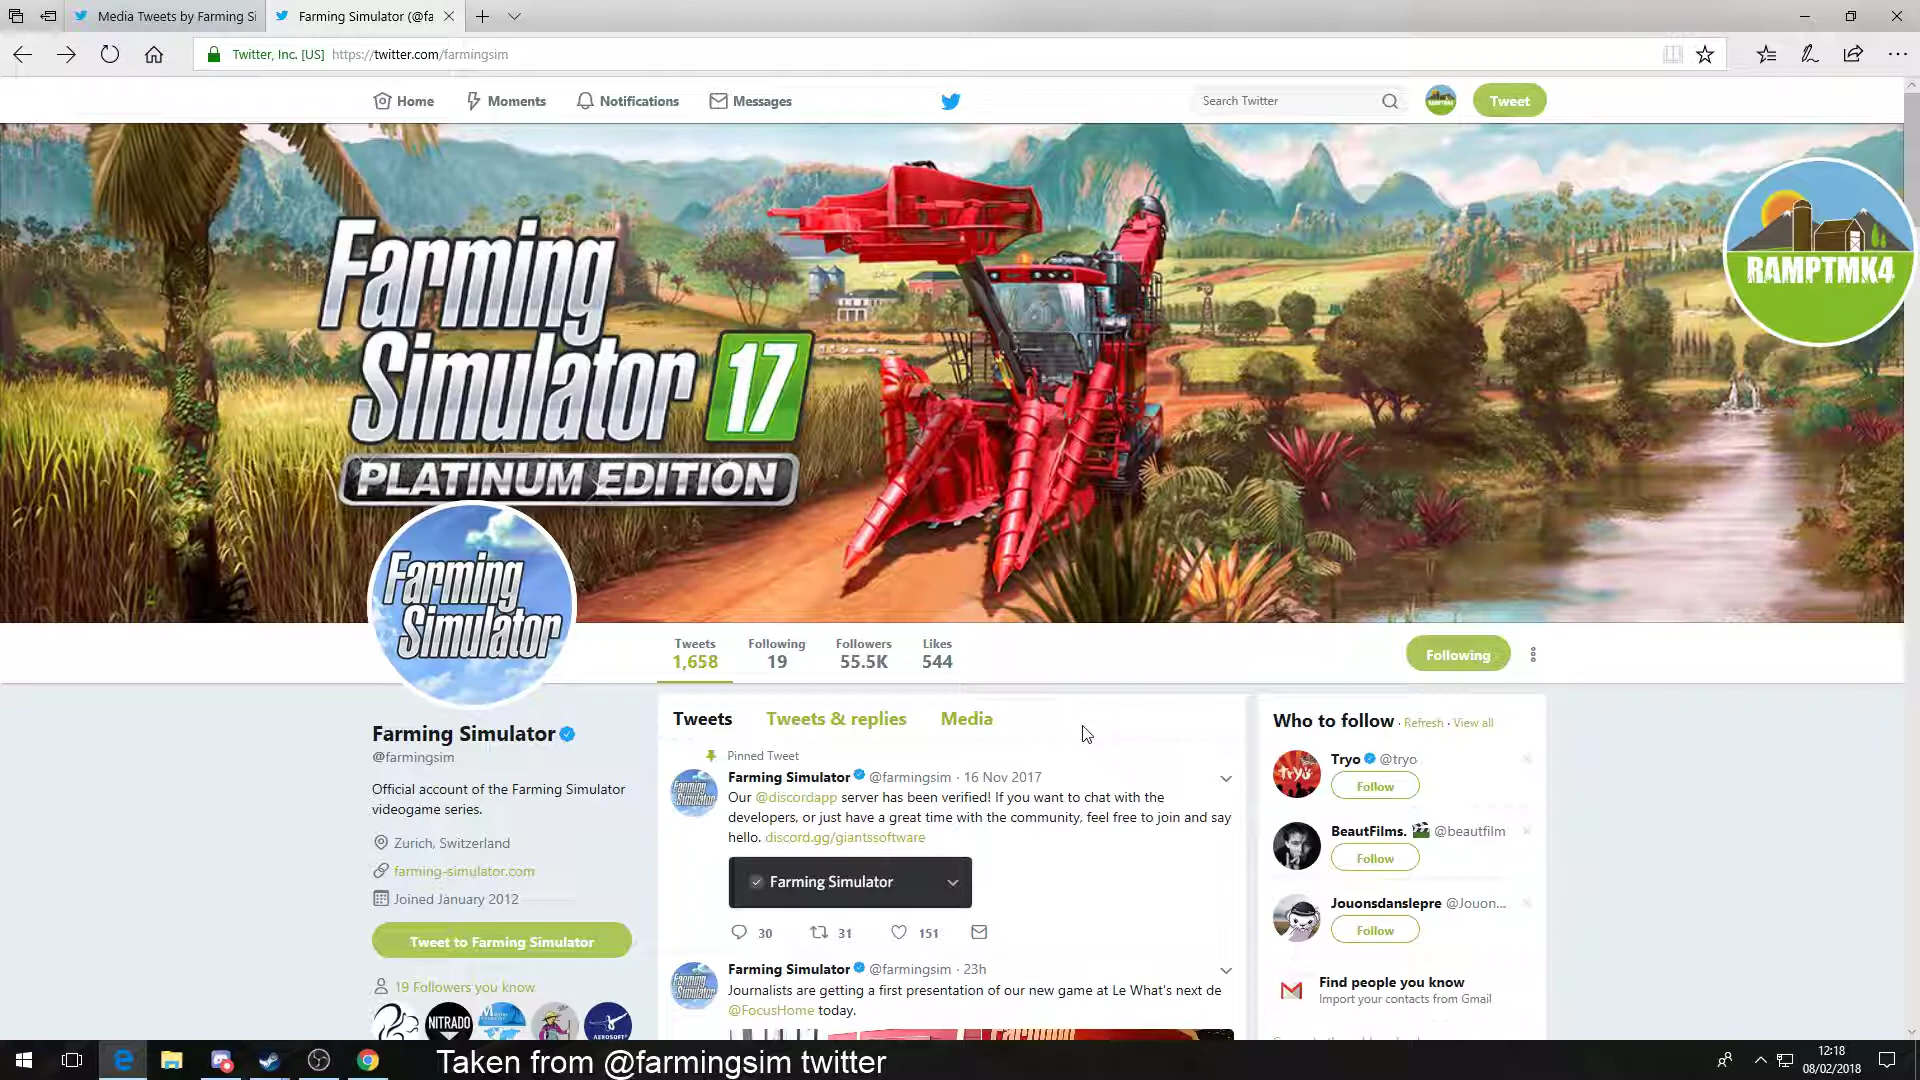 Media Tweets by Farming Si
Farming Simulator (@fa
Twitter, Inc. [US] https://twitter.com/farmingsim
Home
Moments
Notifications
Messages
Search Twitter
Tweet
Farming
Simulator 17
PLATINUM EDITION
RAMPTMK4
Farming
Simulator
Tweets
1,658
Following
19
Followers
55.5K
Likes
544
Following
Farming Simulator
@farmingsim
Official account of the Farming Simulator
videogame series.
Zurich, Switzerland
farming-simulator.com
Joined January 2012
Tweet to Farming Simulator
19 Followers you know
NITRADO
AEROSOFT
Tweets
Tweets & replies
Media
Pinned Tweet
Farming Simulator @farmingsim · 16 Nov 2017
Our @discordapp server has been verified! If you want to chat with the
developers, or just have a great time with the community, feel free to join and say
hello. discord.gg/giantssoftware
Farming Simulator
30
31
151
Farming Simulator @farmingsim · 23h
Journalists are getting a first presentation of our new game at Le What's next de
@FocusHome today.
Who to follow · Refresh · View all
Tryo @tryo
Follow
BeautFilms. @beautfilm
Follow
Jouonsdanslepre @Jouon...
Follow
Find people you know
Import your contacts from Gmail
Taken from @farmingsim twitter
12:18
08/02/2018